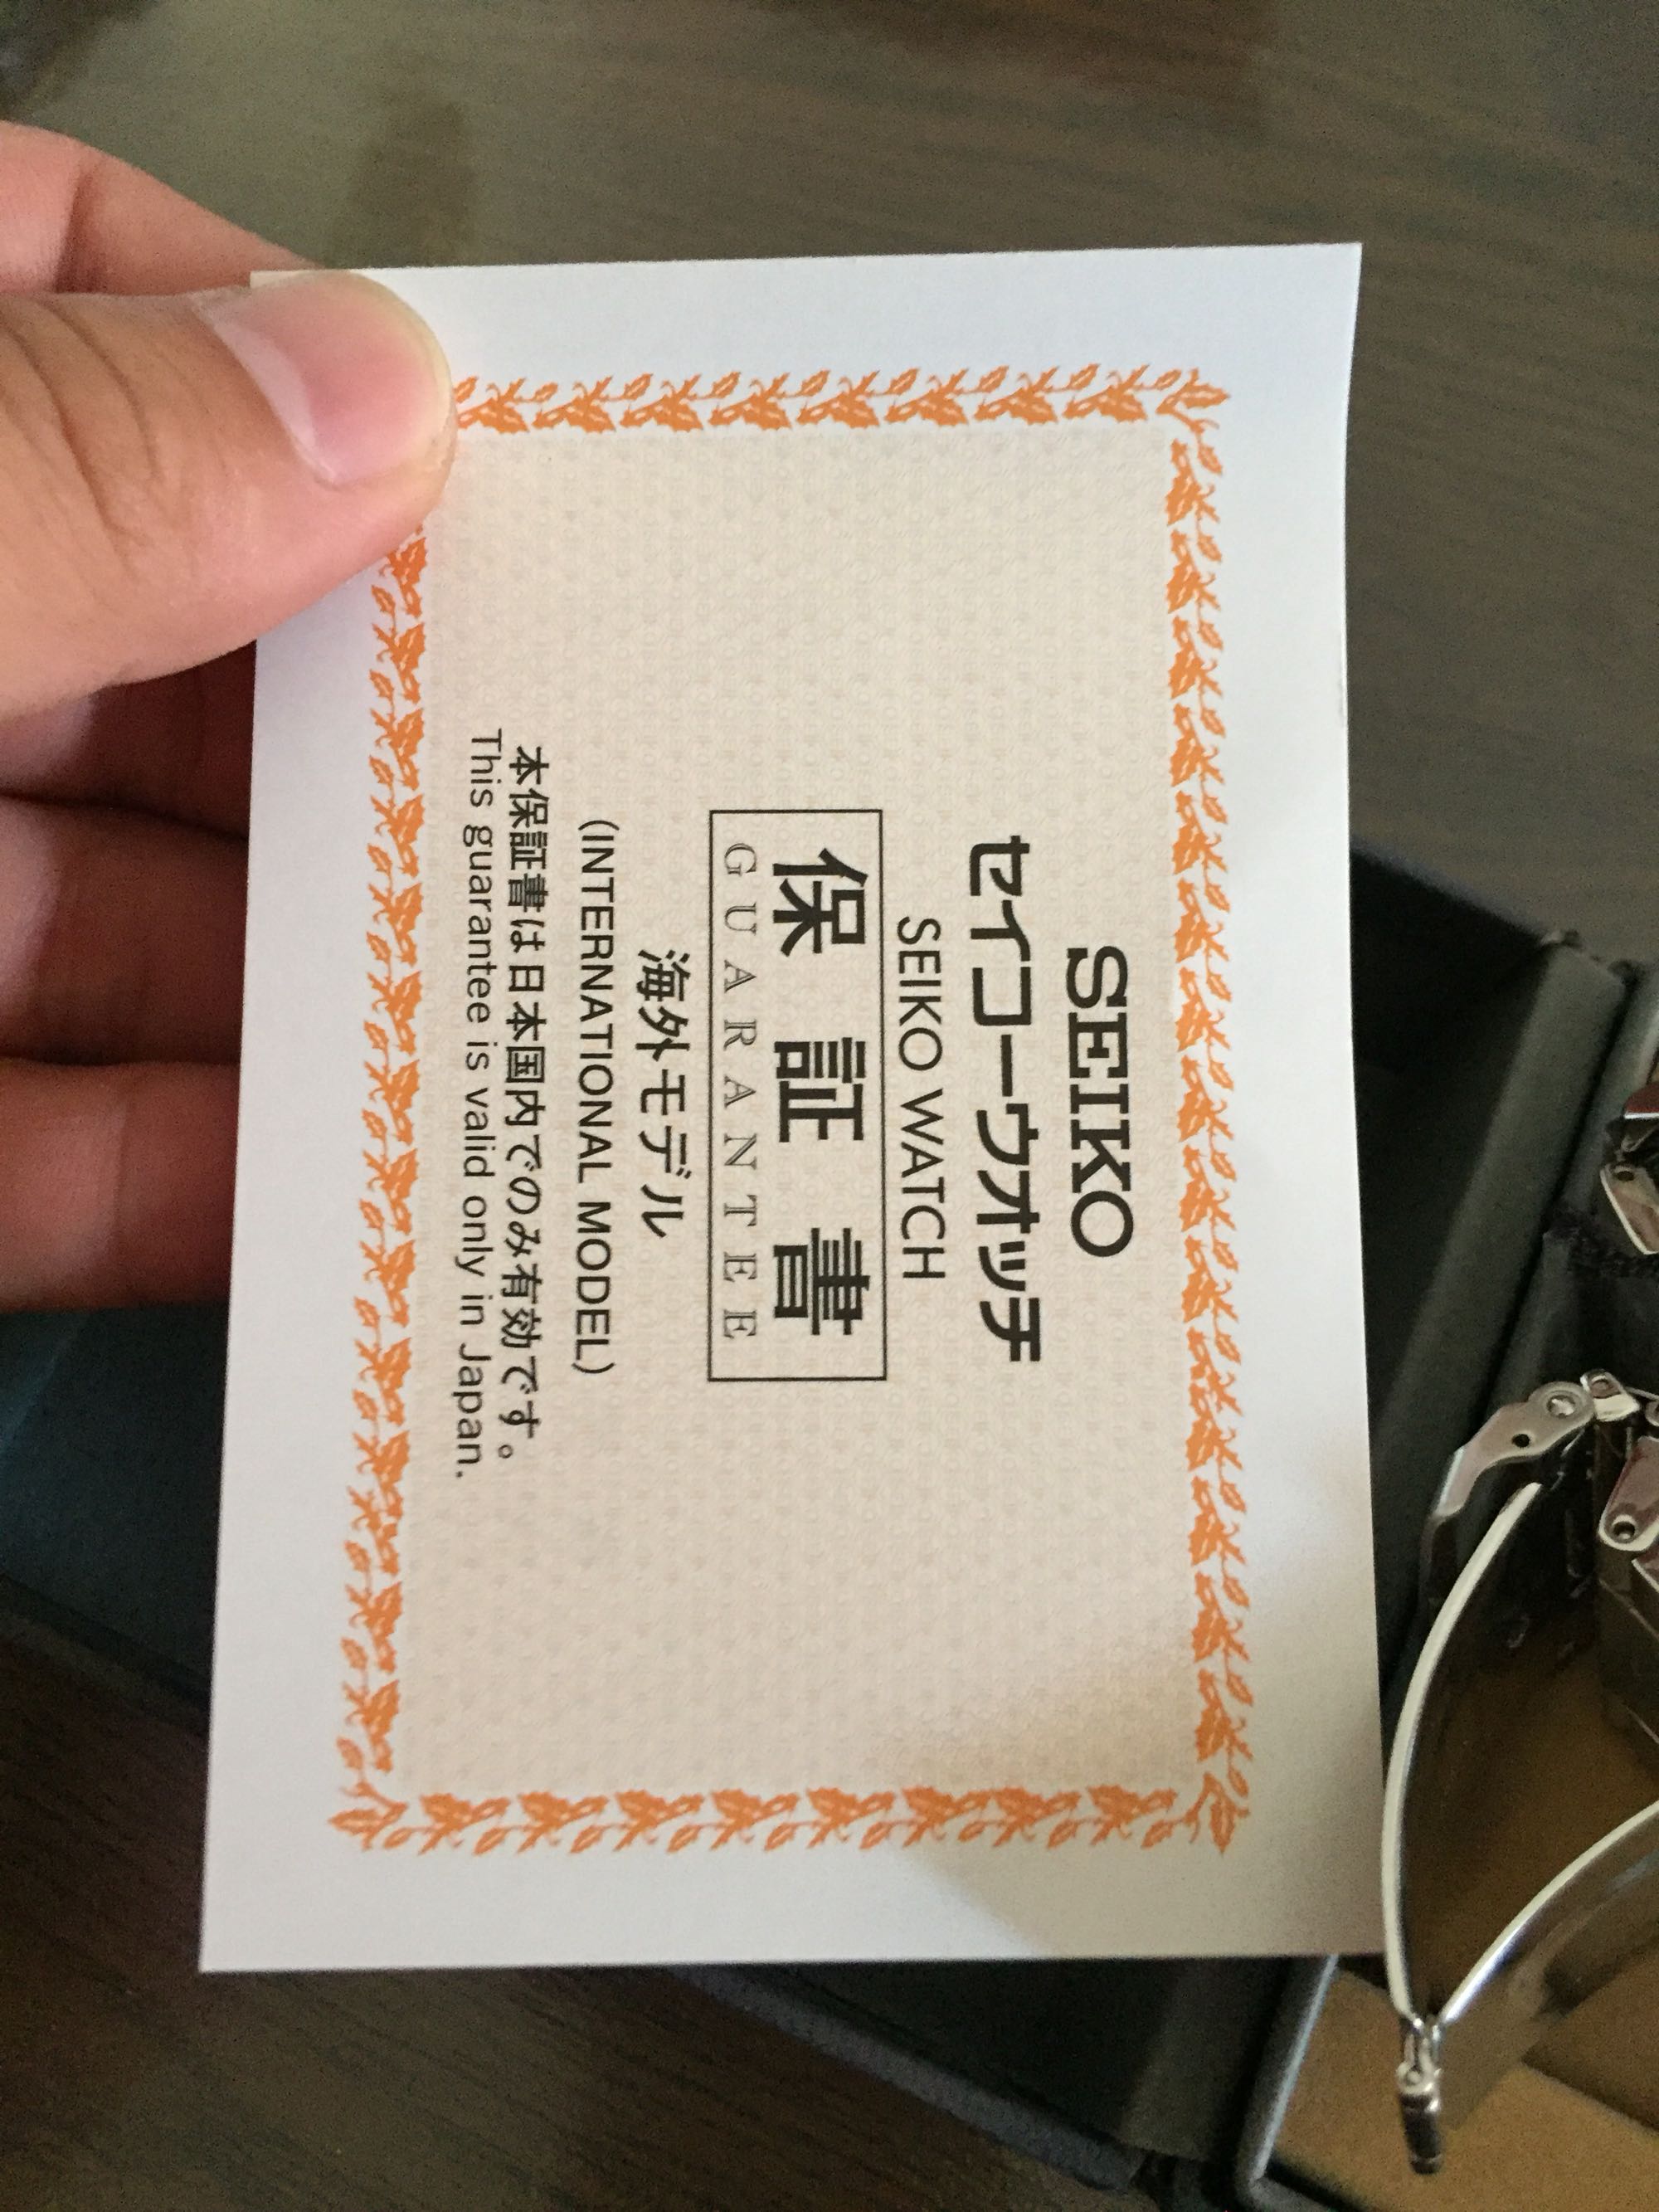 SEIKO
セイコーウオッチ
SEIKO WATCH
保証書
GUARANTEE
海外モデル
(INTERNATIONAL MODEL)
本保証書は日本国内でのみ有効です。
This guarantee is valid only in Japan.